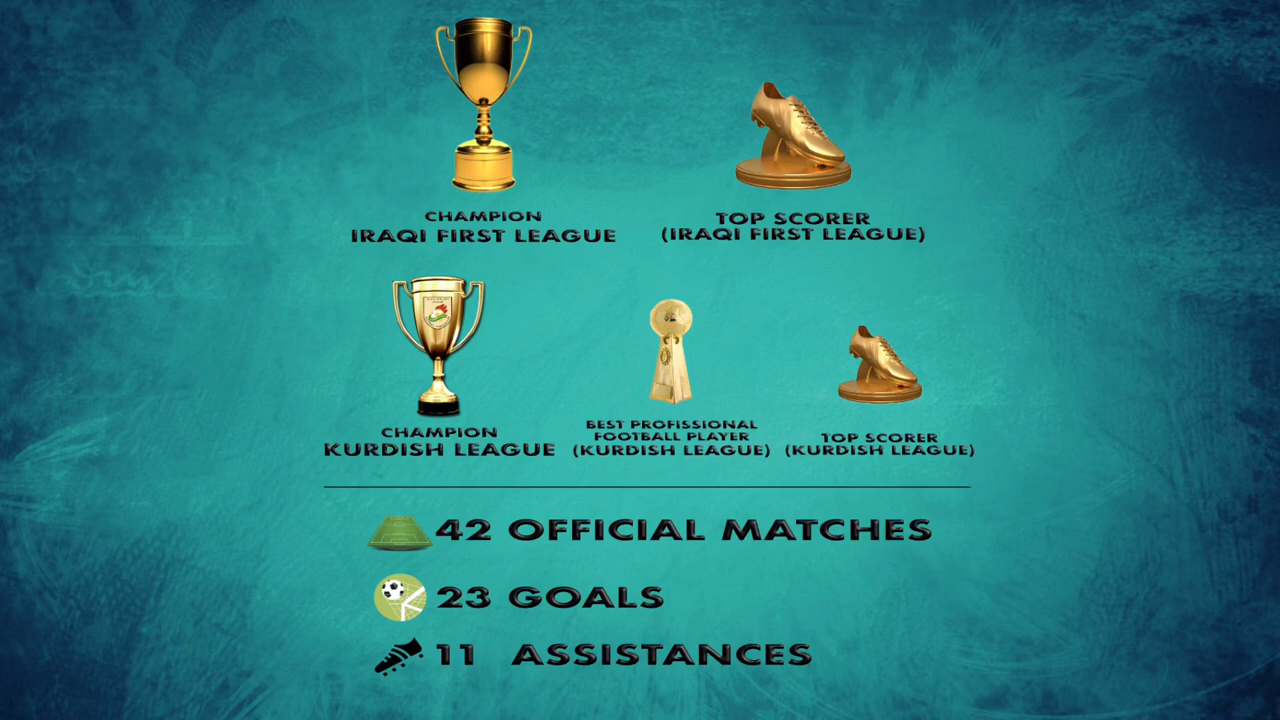 CHAMPION
IRAQI FIRST LEAGUE
TOP SCORER
(IRAQI FIRST LEAGUE)
CHAMPION
KURDISH LEAGUE
BEST PROFISSIONAL
FOOTBALL PLAYER
(KURDISH LEAGUE)
TOP SCORER
(KURDISH LEAGUE)
42 OFFICIAL MATCHES
23 GOALS
11 ASSISTANCES